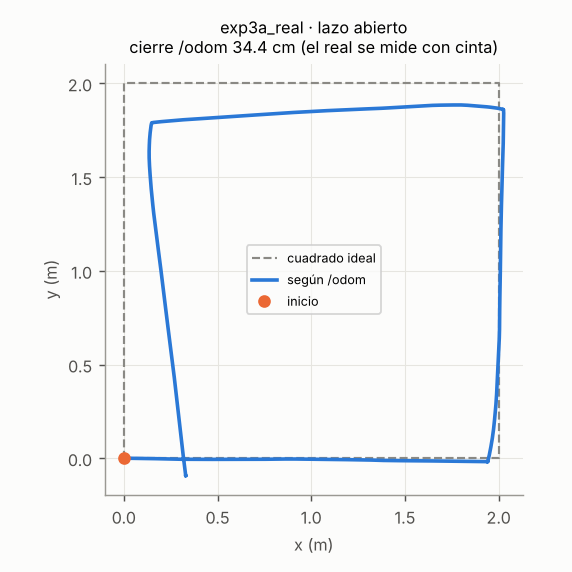 exp3a_real · lazo abierto
cierre /odom 34.4 cm (el real se mide con cinta)
2.0
1.5
1.0
0.5
0.0
y (m)
cuadrado ideal
según /odom
inicio
0.0 0.5 1.0 1.5 2.0
x (m)